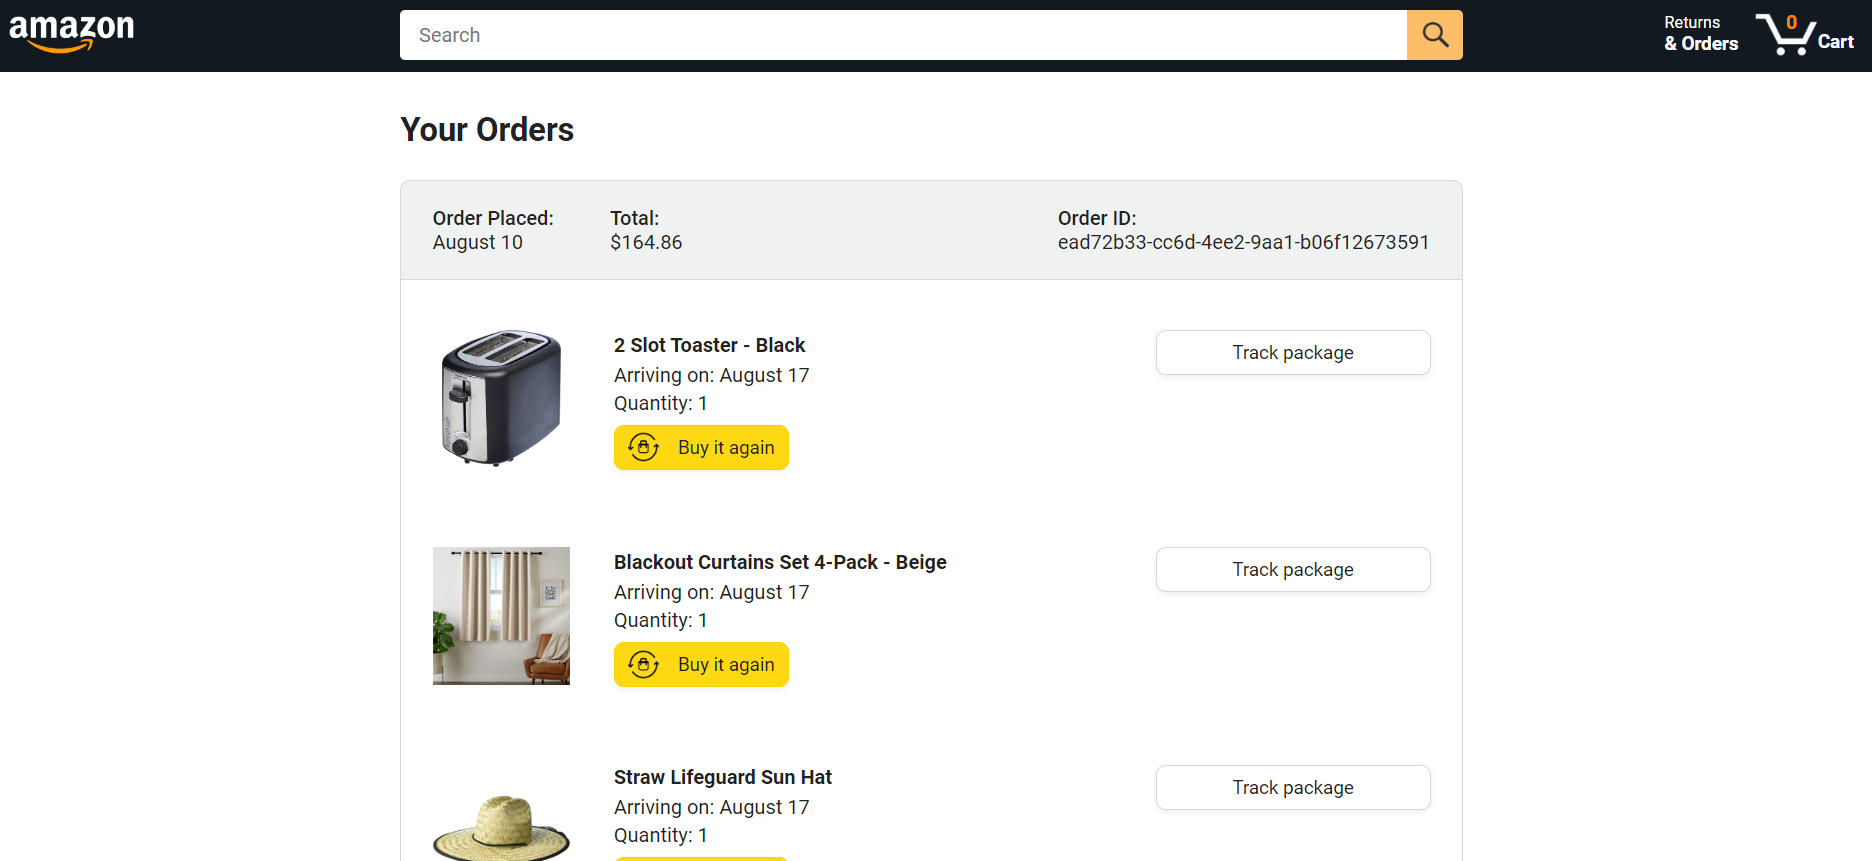 amazon
Search
Returns
& Orders
0
Cart
Your Orders
Order Placed:
August 10
Total:
$164.86
Order ID:
ead72b33-cc6d-4ee2-9aa1-b06f12673591
2 Slot Toaster - Black
Arriving on: August 17
Quantity: 1
Buy it again
Track package
Blackout Curtains Set 4-Pack - Beige
Arriving on: August 17
Quantity: 1
Buy it again
Track package
Straw Lifeguard Sun Hat
Arriving on: August 17
Quantity: 1
Track package